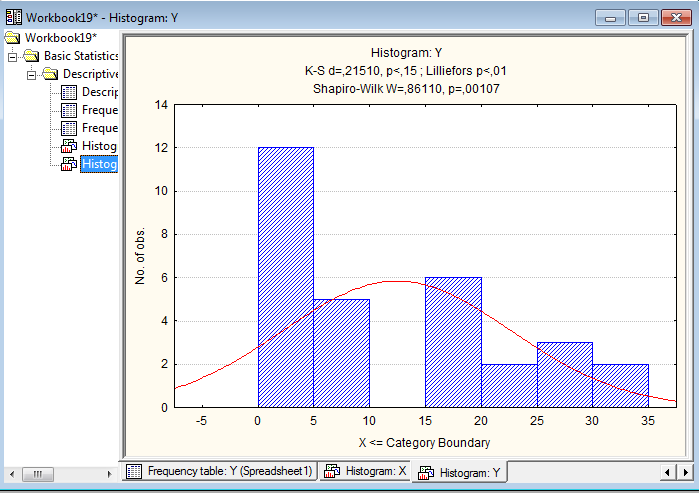 Workbook19* - Histogram: Y
Workbook19*
Basic Statistics
Descriptive
Descrip
Freque
Freque
Histog
Histog
Histogram: Y
K-S d=,21510, p<,15 ; Lilliefors p<,01
Shapiro-Wilk W=,86110, p=,00107
14
12
10
8
6
4
2
0
No. of obs.
-5 0 5 10 15 20 25 30 35
X <= Category Boundary
Frequency table: Y (Spreadsheet1) Histogram: X Histogram: Y